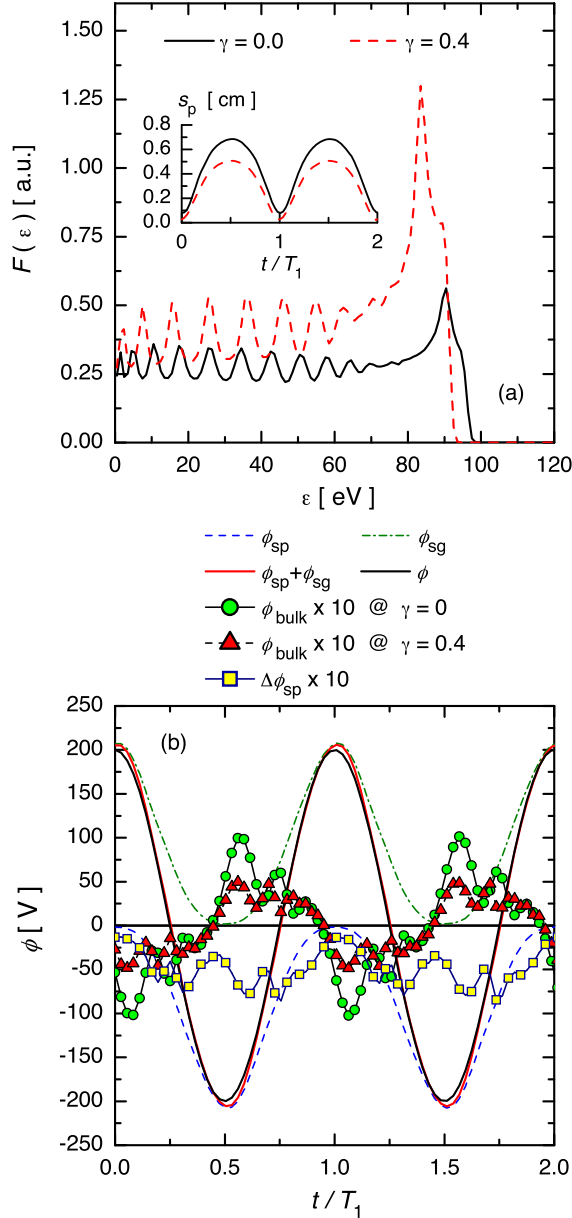 γ = 0.0 γ = 0.4
F (ε) [ a.u. ]
1.50
1.25
1.00
0.75
0.50
0.25
0.00
s_p [ cm ]
0.8
0.6
0.4
0.2
0.0
0 1 2
t / T_1
(a)
0 20 40 60 80 100 120
ε [ eV ]
ϕ_sp ϕ_sg
ϕ_sp+ϕ_sg ϕ
ϕ_bulk x 10 @ γ = 0
ϕ_bulk x 10 @ γ = 0.4
Δϕ_sp x 10
(b)
ϕ [ V ]
250
200
150
100
50
0
-50
-100
-150
-200
-250
0.0 0.5 1.0 1.5 2.0
t / T_1